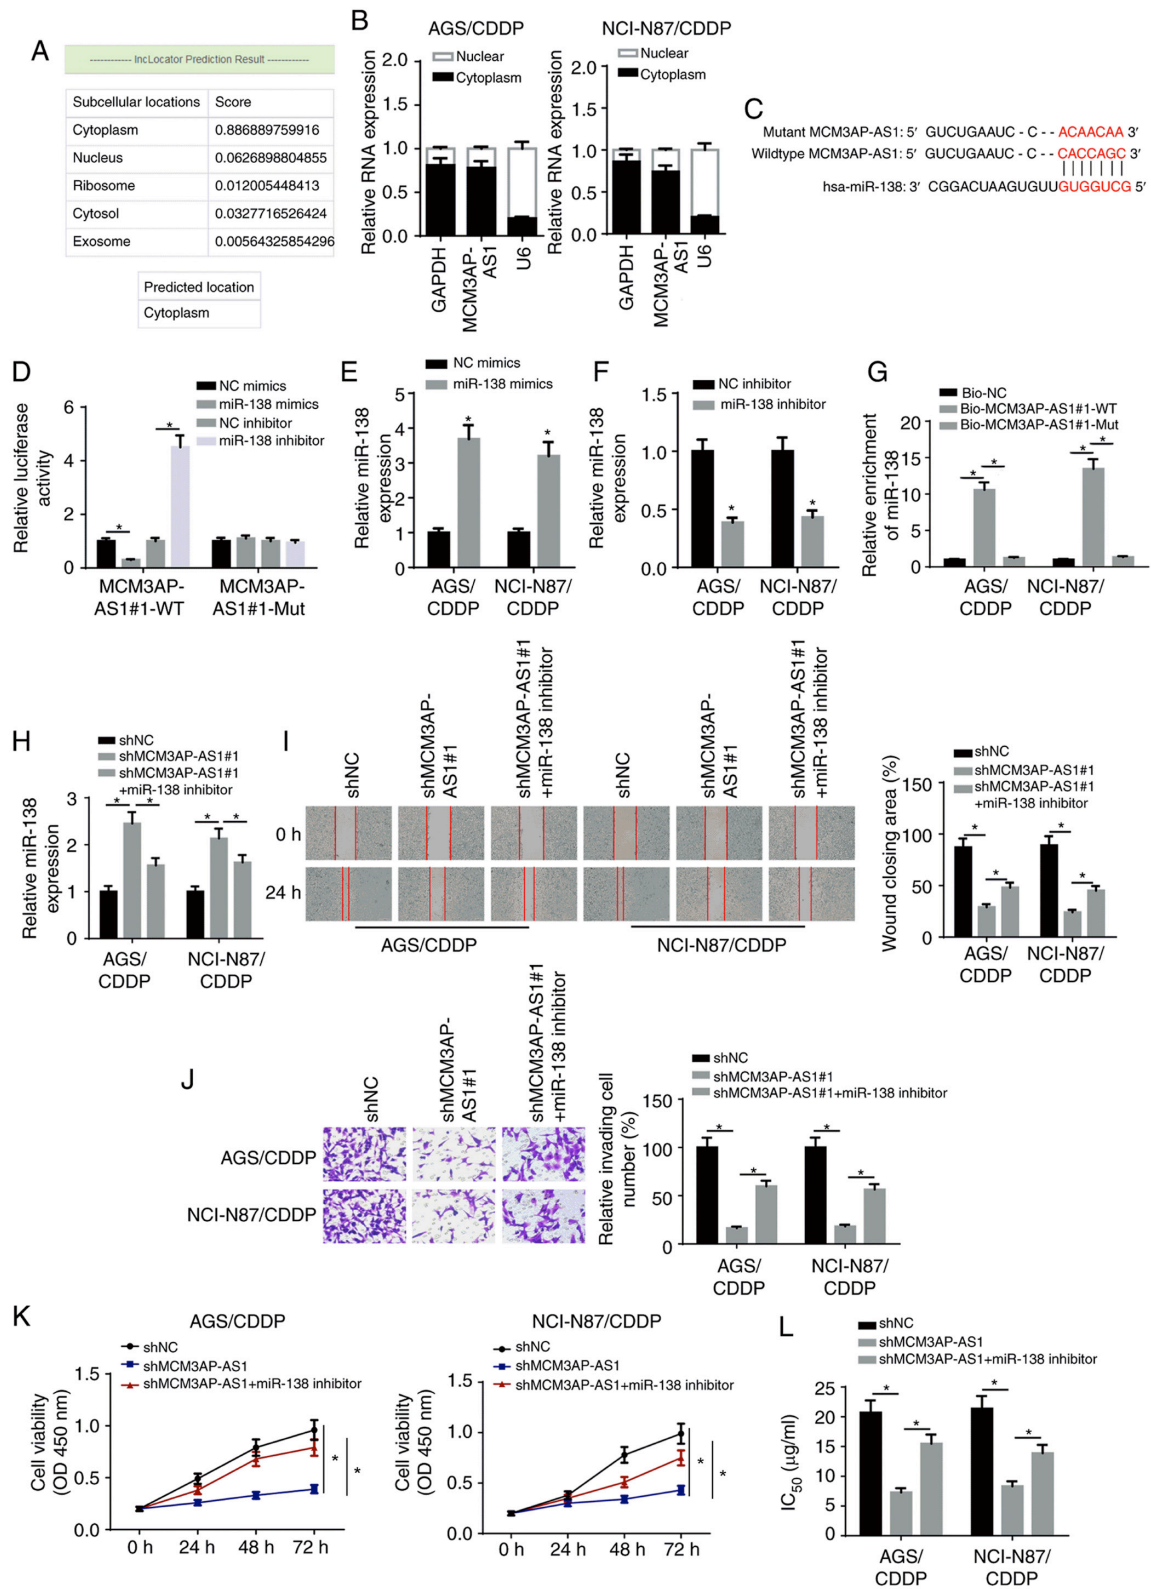 A
------------ IncLocator Prediction Result ------------
Subcellular locations Score
Cytoplasm 0.886889759916
Nucleus 0.0626898804855
Ribosome 0.012005448413
Cytosol 0.0327716526424
Exosome 0.00564325854296
Predicted location
Cytoplasm
B
AGS/CDDP
Nuclear
Cytoplasm
Relative RNA expression
2.0
1.5
1.0
0.5
0.0
GAPDH
MCM3AP-
AS1
U6
NCI-N87/CDDP
Nuclear
Cytoplasm
Relative RNA expression
2.0
1.5
1.0
0.5
0.0
GAPDH
MCM3AP-
AS1
U6
C
Mutant MCM3AP-AS1: 5′ GUCUGAAUC - C - - ACAACAA 3′
Wildtype MCM3AP-AS1: 5′ GUCUGAAUC - C - - CACCAGC 3′
hsa-miR-138: 3′ CGGACUAAGUGUUGUGGUCG 5′
D
NC mimics
miR-138 mimics
NC inhibitor
miR-138 inhibitor
Relative luciferase
activity
6
4
2
0
* *
MCM3AP-
AS1#1-WT
MCM3AP-
AS1#1-Mut
E
NC mimics
miR-138 mimics
Relative miR-138
expression
5
4
3
2
1
0
* *
AGS/
CDDP
NCI-N87/
CDDP
F
NC inhibitor
miR-138 inhibitor
Relative miR-138
expression
1.5
1.0
0.5
0.0
* *
AGS/
CDDP
NCI-N87/
CDDP
G
Bio-NC
Bio-MCM3AP-AS1#1-WT
Bio-MCM3AP-AS1#1-Mut
Relative enrichment
of miR-138
20
15
10
5
0
* * * *
AGS/
CDDP
NCI-N87/
CDDP
H
shNC
shMCM3AP-AS1#1
shMCM3AP-AS1#1
+miR-138 inhibitor
Relative miR-138
expression
3
2
1
0
* * * *
AGS/
CDDP
NCI-N87/
CDDP
I
shNC
shMCM3AP-
AS1#1
shMCM3AP-AS1#1
+miR-138 inhibitor
shNC
shMCM3AP-
AS1#1
shMCM3AP-AS1#1
+miR-138 inhibitor
0 h
24 h
AGS/CDDP
NCI-N87/CDDP
shNC
shMCM3AP-AS1#1
shMCM3AP-AS1#1
+miR-138 inhibitor
Wound closing area (%)
150
100
50
0
* * * *
AGS/
CDDP
NCI-N87/
CDDP
J
shNC
shMCM3AP-
AS1#1
shMCM3AP-AS1#1
+miR-138 inhibitor
AGS/CDDP
NCI-N87/CDDP
shNC
shMCM3AP-AS1#1
shMCM3AP-AS1#1+miR-138 inhibitor
Relative invading cell
number (%)
150
100
50
0
* * * *
AGS/
CDDP
NCI-N87/
CDDP
K
AGS/CDDP
shNC
shMCM3AP-AS1
shMCM3AP-AS1+miR-138 inhibitor
Cell viability
(OD 450 nm)
1.5
1.0
0.5
0.0
* *
0 h 24 h 48 h 72 h
NCI-N87/CDDP
shNC
shMCM3AP-AS1
shMCM3AP-AS1+miR-138 inhibitor
Cell viability
(OD 450 nm)
1.5
1.0
0.5
0.0
* *
0 h 24 h 48 h 72 h
L
shNC
shMCM3AP-AS1
shMCM3AP-AS1+miR-138 inhibitor
IC50 (μg/ml)
25
20
15
10
5
0
* * * *
AGS/
CDDP
NCI-N87/
CDDP